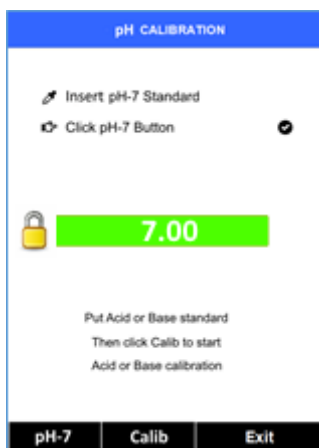 pH CALIBRATION
Insert pH-7 Standard
Click pH-7 Button
7.00
Put Acid or Base standard
Then click Calib to start
Acid or Base calibration
pH-7 Calib Exit